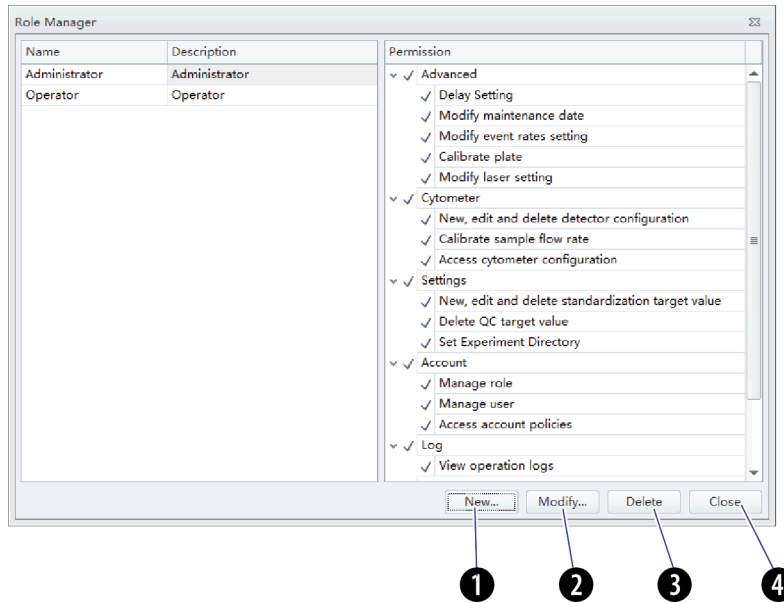 Role Manager
Name Description
Administrator Administrator
Operator Operator
Permission
Advanced
Delay Setting
Modify maintenance date
Modify event rates setting
Calibrate plate
Modify laser setting
Cytometer
New, edit and delete detector configuration
Calibrate sample flow rate
Access cytometer configuration
Settings
New, edit and delete standardization target value
Delete QC target value
Set Experiment Directory
Account
Manage role
Manage user
Access account policies
Log
View operation logs
New... Modify... Delete Close
1 2 3 4